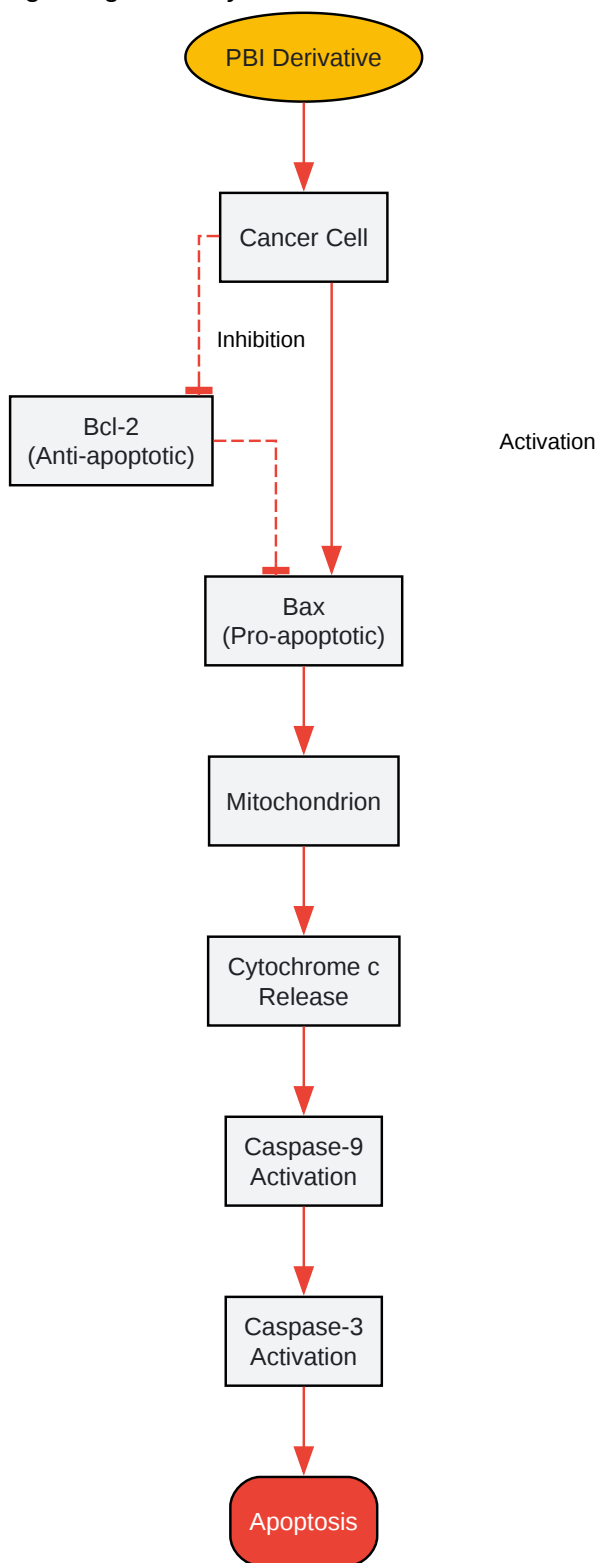 PBI Derivative
Cancer Cell
Inhibition
Bcl-2
(Anti-apoptotic)
Activation
Bax
(Pro-apoptotic)
Mitochondrion
Cytochrome c
Release
Caspase-9
Activation
Caspase-3
Activation
Apoptosis